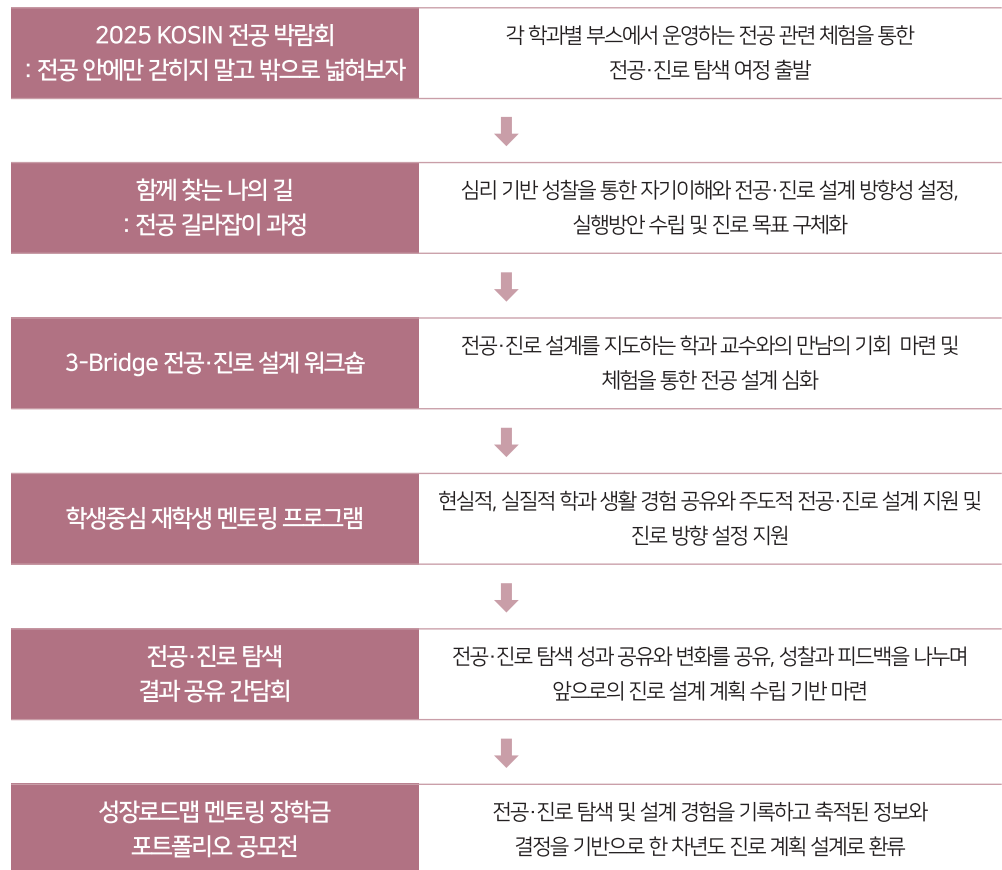 2025 KOSIN 전공 박람회
: 전공 안에만 갇히지 말고 밖으로 넓혀보자
각 학과별 부스에서 운영하는 전공 관련 체험을 통한
전공·진로 탐색 여정 출발
함께 찾는 나의 길
: 전공 길라잡이 과정
심리 기반 성찰을 통한 자기이해와 전공·진로 설계 방향성 설정,
실행방안 수립 및 진로 목표 구체화
3-Bridge 전공·진로 설계 워크숍
전공·진로 설계를 지도하는 학과 교수와의 만남의 기회 마련 및
체험을 통한 전공 설계 심화
학생중심 재학생 멘토링 프로그램
현실적, 실질적 학과 생활 경험 공유와 주도적 전공·진로 설계 지원 및
진로 방향 설정 지원
전공·진로 탐색
결과 공유 간담회
전공·진로 탐색 성과 공유와 변화를 공유, 성찰과 피드백을 나누며
앞으로의 진로 설계 계획 수립 기반 마련
성장로드맵 멘토링 장학금
포트폴리오 공모전
전공·진로 탐색 및 설계 경험을 기록하고 축적된 정보와
결정을 기반으로 한 차년도 진로 계획 설계로 환류